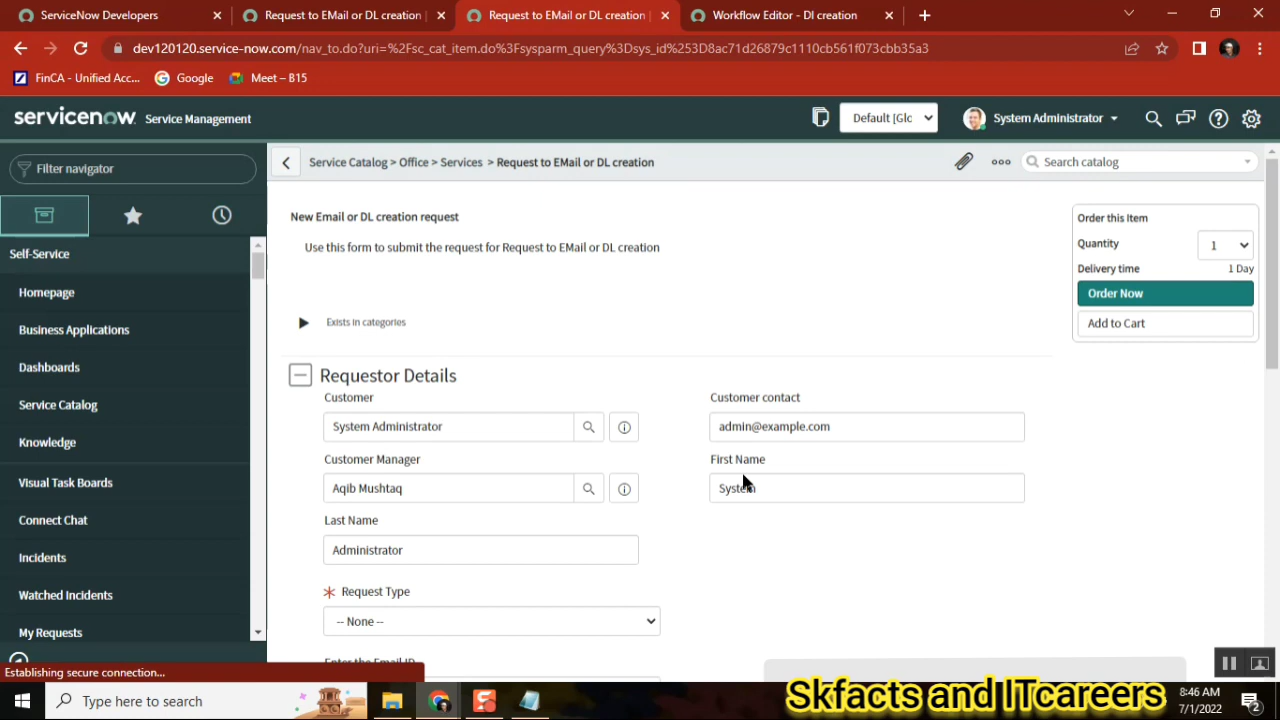 ServiceNow Developers
Request to EMail or DL creation
Request to EMail or DL creation
Workflow Editor - Dl creation
dev120120.service-now.com/nav_to.do?uri=%2Fsc_cat_item.do%3Fsysparm_query%3Dsys_id%253D8ac71d26879c1110cb561f073cbb35a3
FinCA - Unified Acc...
Google
Meet – B15
servicenow
Service Management
Default [Glc
System Administrator
Filter navigator
Service Catalog > Office > Services > Request to EMail or DL creation
Search catalog
Self-Service
Homepage
Business Applications
Dashboards
Service Catalog
Knowledge
Visual Task Boards
Connect Chat
Incidents
Watched Incidents
My Requests
New Email or DL creation request
Use this form to submit the request for Request to EMail or DL creation
Exists in categories
Order this Item
Quantity
1
Delivery time
1 Day
Order Now
Add to Cart
Requestor Details
Customer
System Administrator
Customer contact
admin@example.com
Customer Manager
Aqib Mushtaq
First Name
System
Last Name
Administrator
Request Type
-- None --
Enter the Email ID
Establishing secure connection...
Type here to search
Skfacts and ITcareers
8:46 AM
7/1/2022
2